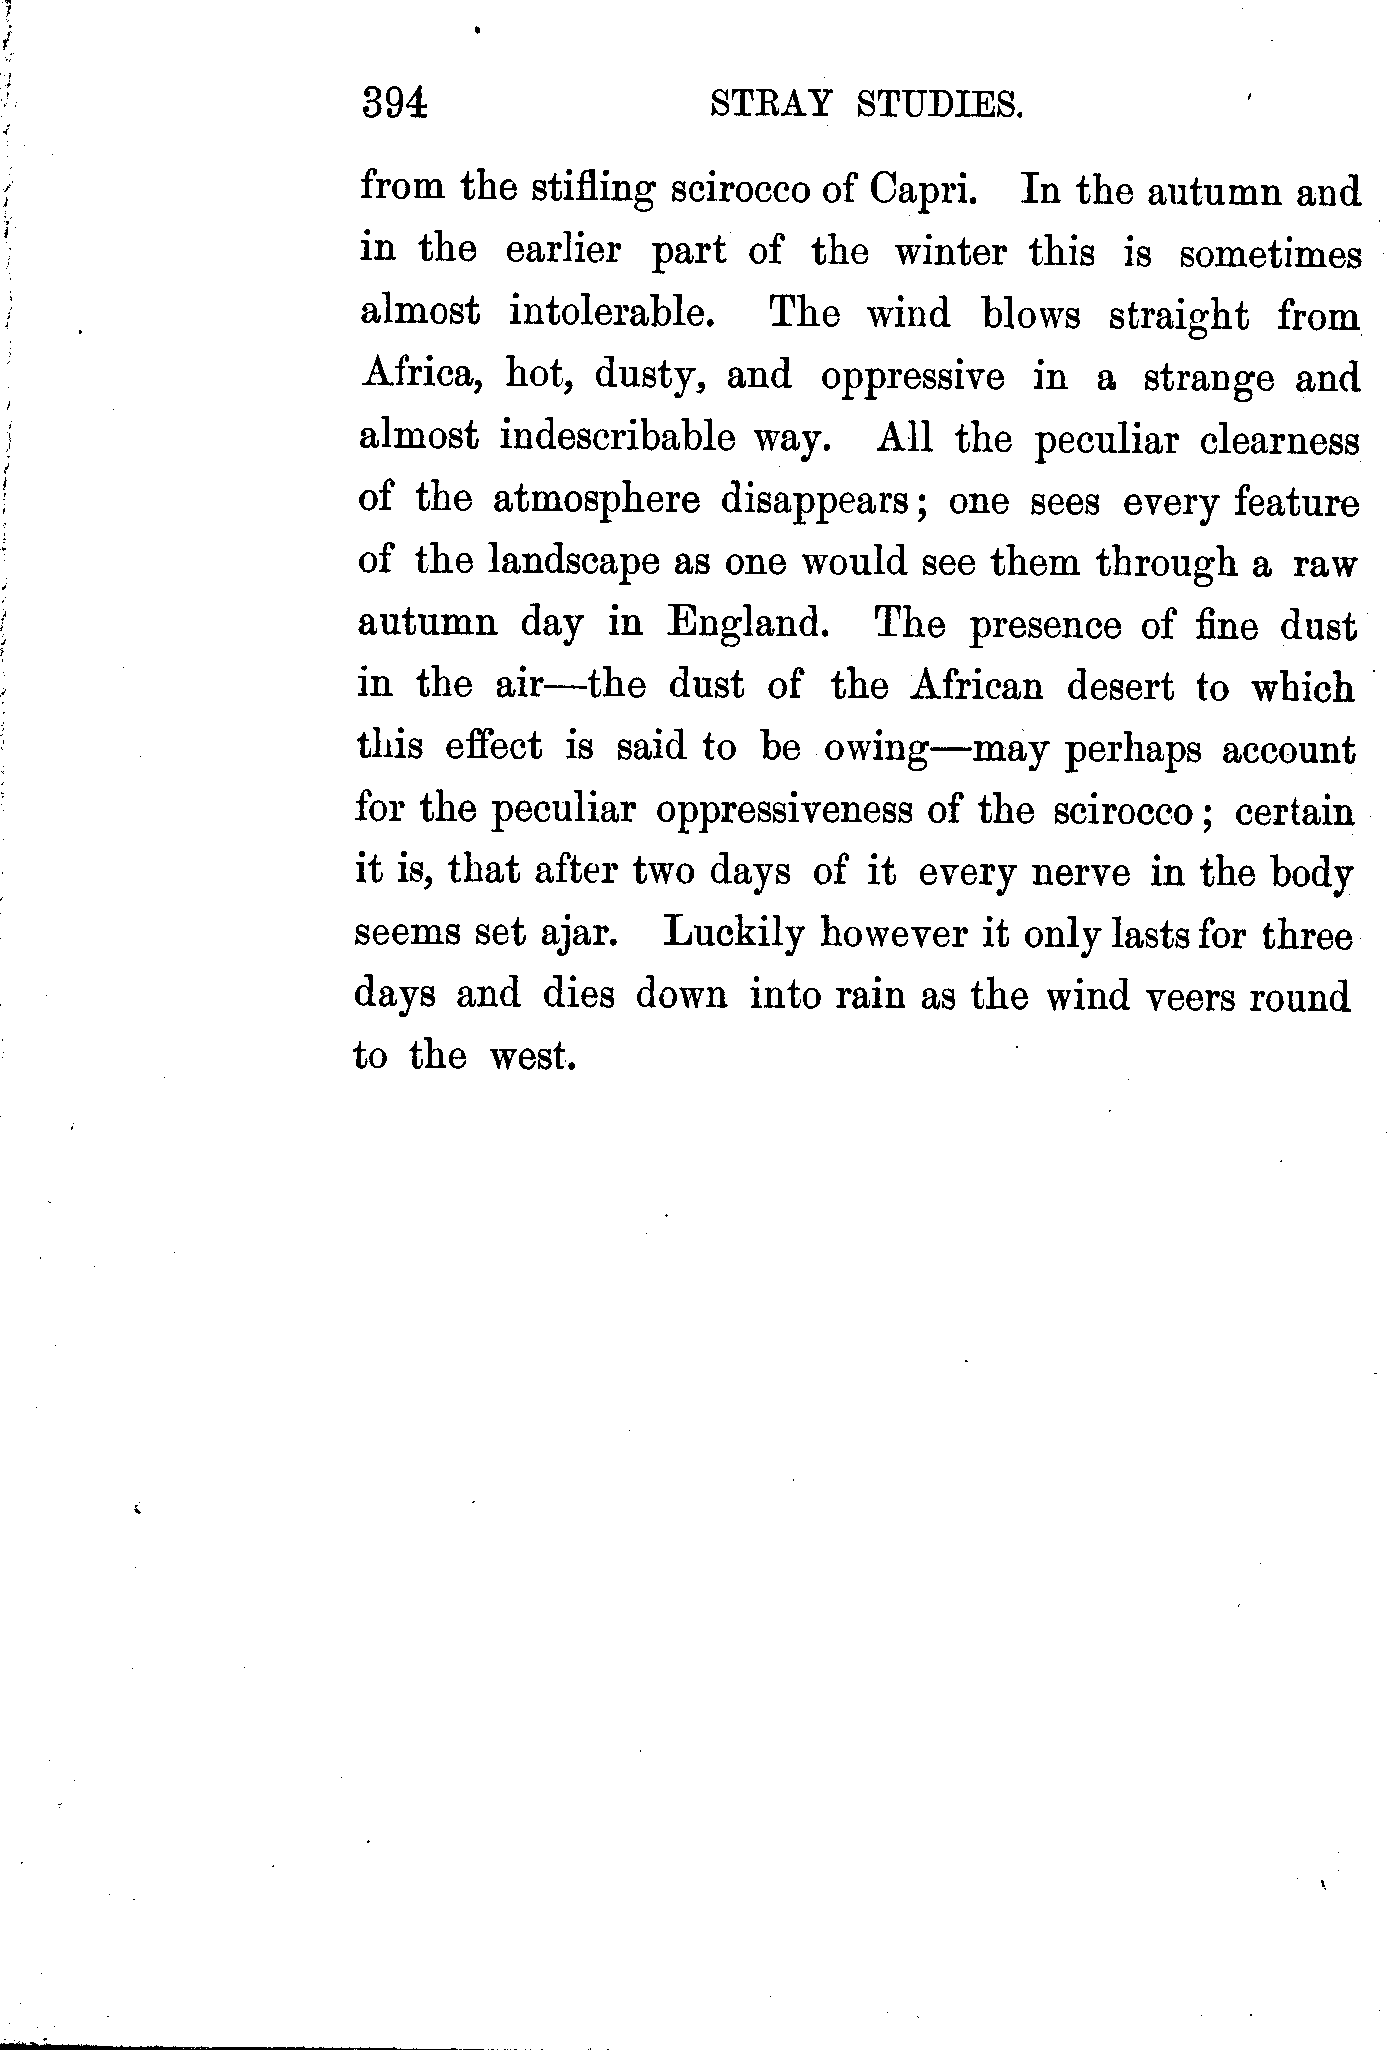 394 STRAY STUDIES.
from the stifling scirocco of Capri. In the autumn and
in the earlier part of the winter this is sometimes
almost intolerable. The wind blows straight from
Africa, hot, dusty, and oppressive in a strange and
almost indescribable way. All the peculiar clearness
of the atmosphere disappears; one sees every feature
of the landscape as one would see them through a raw
autumn day in England. The presence of fine dust
in the air—the dust of the African desert to which
this effect is said to be owing—may perhaps account
for the peculiar oppressiveness of the scirocco; certain
it is, that after two days of it every nerve in the body
seems set ajar. Luckily however it only lasts for three
days and dies down into rain as the wind veers round
to the west.